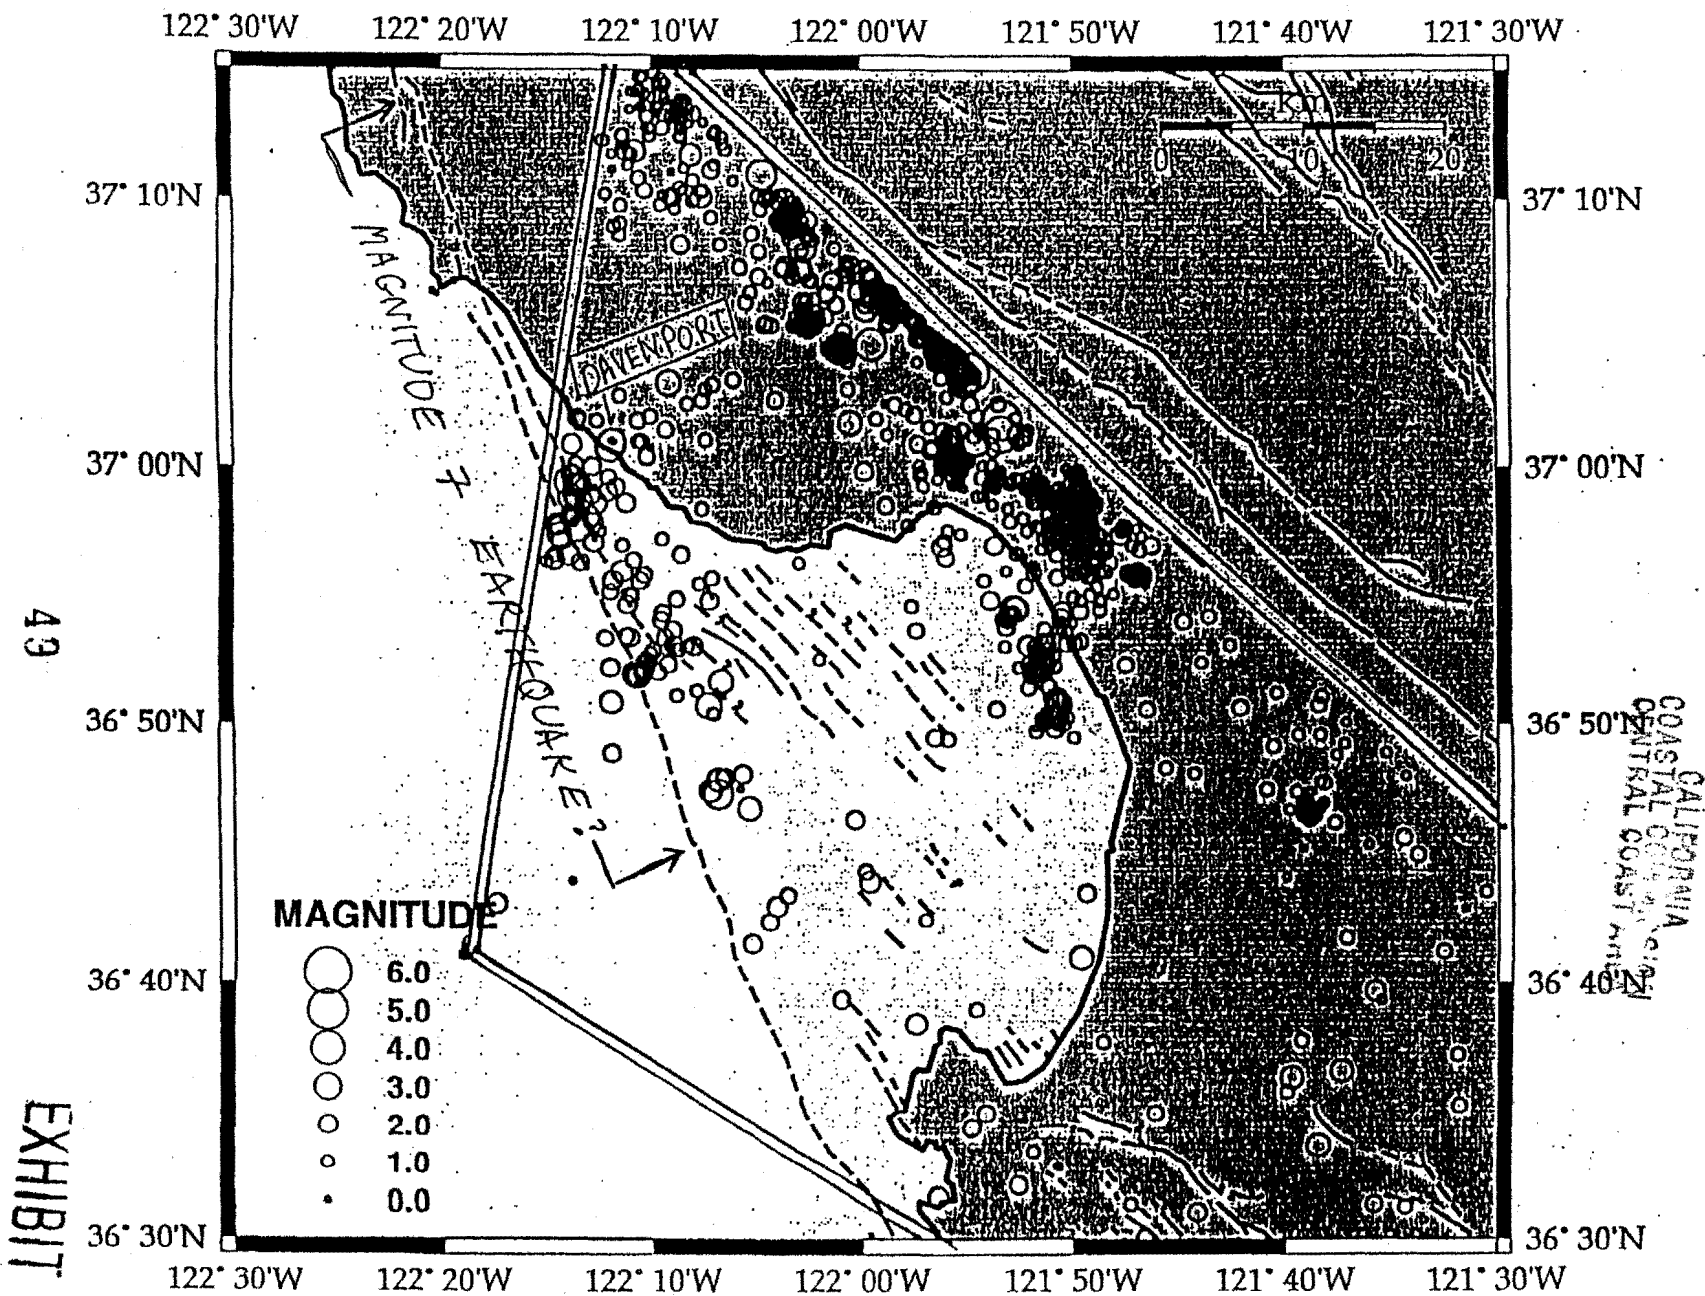 122° 30'W 122° 20'W 122° 10'W 122° 00'W 121° 50'W 121° 40'W 121° 30'W
km
0 10 20
37° 10'N 37° 10'N
MAGNITUDE 7 EARTHQUAKE?
DAVENPORT
37° 00'N 37° 00'N
36° 50'N 36° 50'N
MAGNITUDE
6.0
5.0
4.0
3.0
2.0
1.0
0.0
36° 40'N 36° 40'N
36° 30'N 36° 30'N
122° 30'W 122° 20'W 122° 10'W 122° 00'W 121° 50'W 121° 40'W 121° 30'W
49
EXHIBIT
CALIFORNIA
COASTAL
CENTRAL COAST